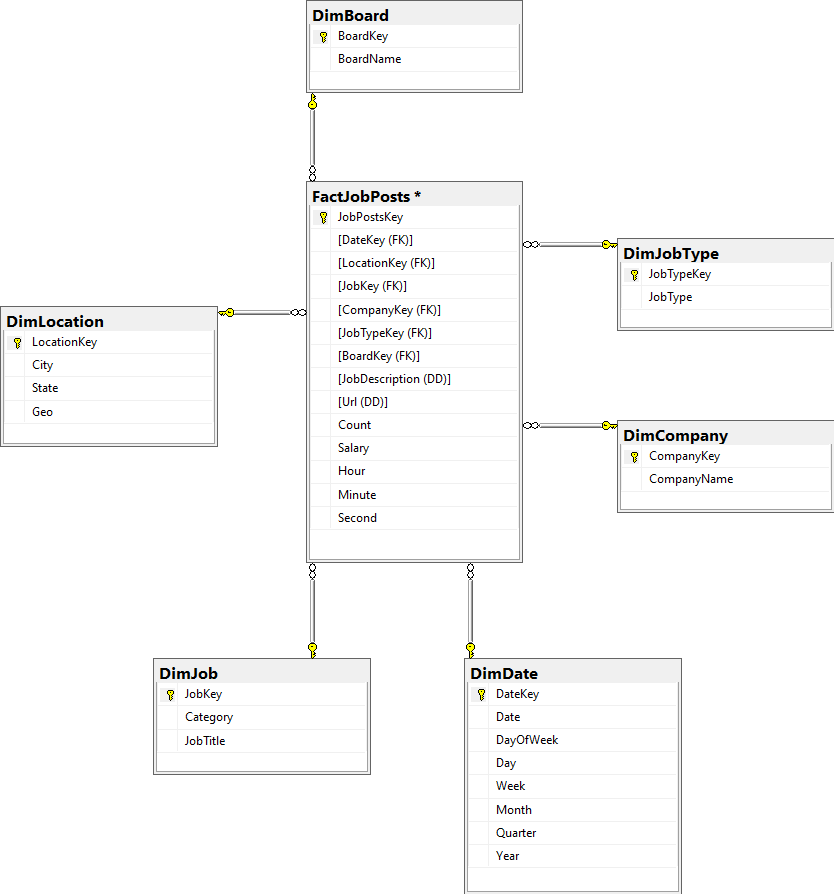 DimBoard
BoardKey
BoardName
FactJobPosts *
JobPostsKey
[DateKey (FK)]
[LocationKey (FK)]
[JobKey (FK)]
[CompanyKey (FK)]
[JobTypeKey (FK)]
[BoardKey (FK)]
[JobDescription (DD)]
[Url (DD)]
Count
Salary
Hour
Minute
Second
DimJobType
JobTypeKey
JobType
DimLocation
LocationKey
City
State
Geo
DimCompany
CompanyKey
CompanyName
DimJob
JobKey
Category
JobTitle
DimDate
DateKey
Date
DayOfWeek
Day
Week
Month
Quarter
Year